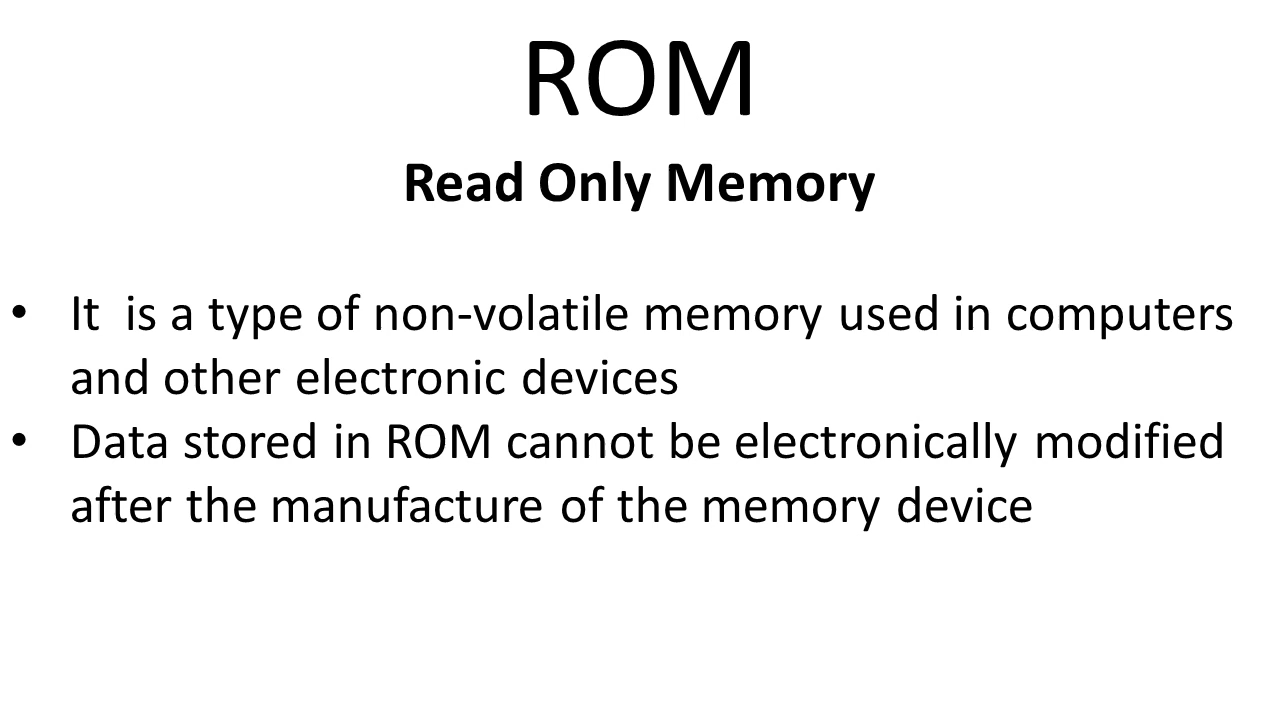 ROM
Read Only Memory
• It  is a type of non-volatile memory used in computers
and other electronic devices
• Data stored in ROM cannot be electronically modified
after the manufacture of the memory device